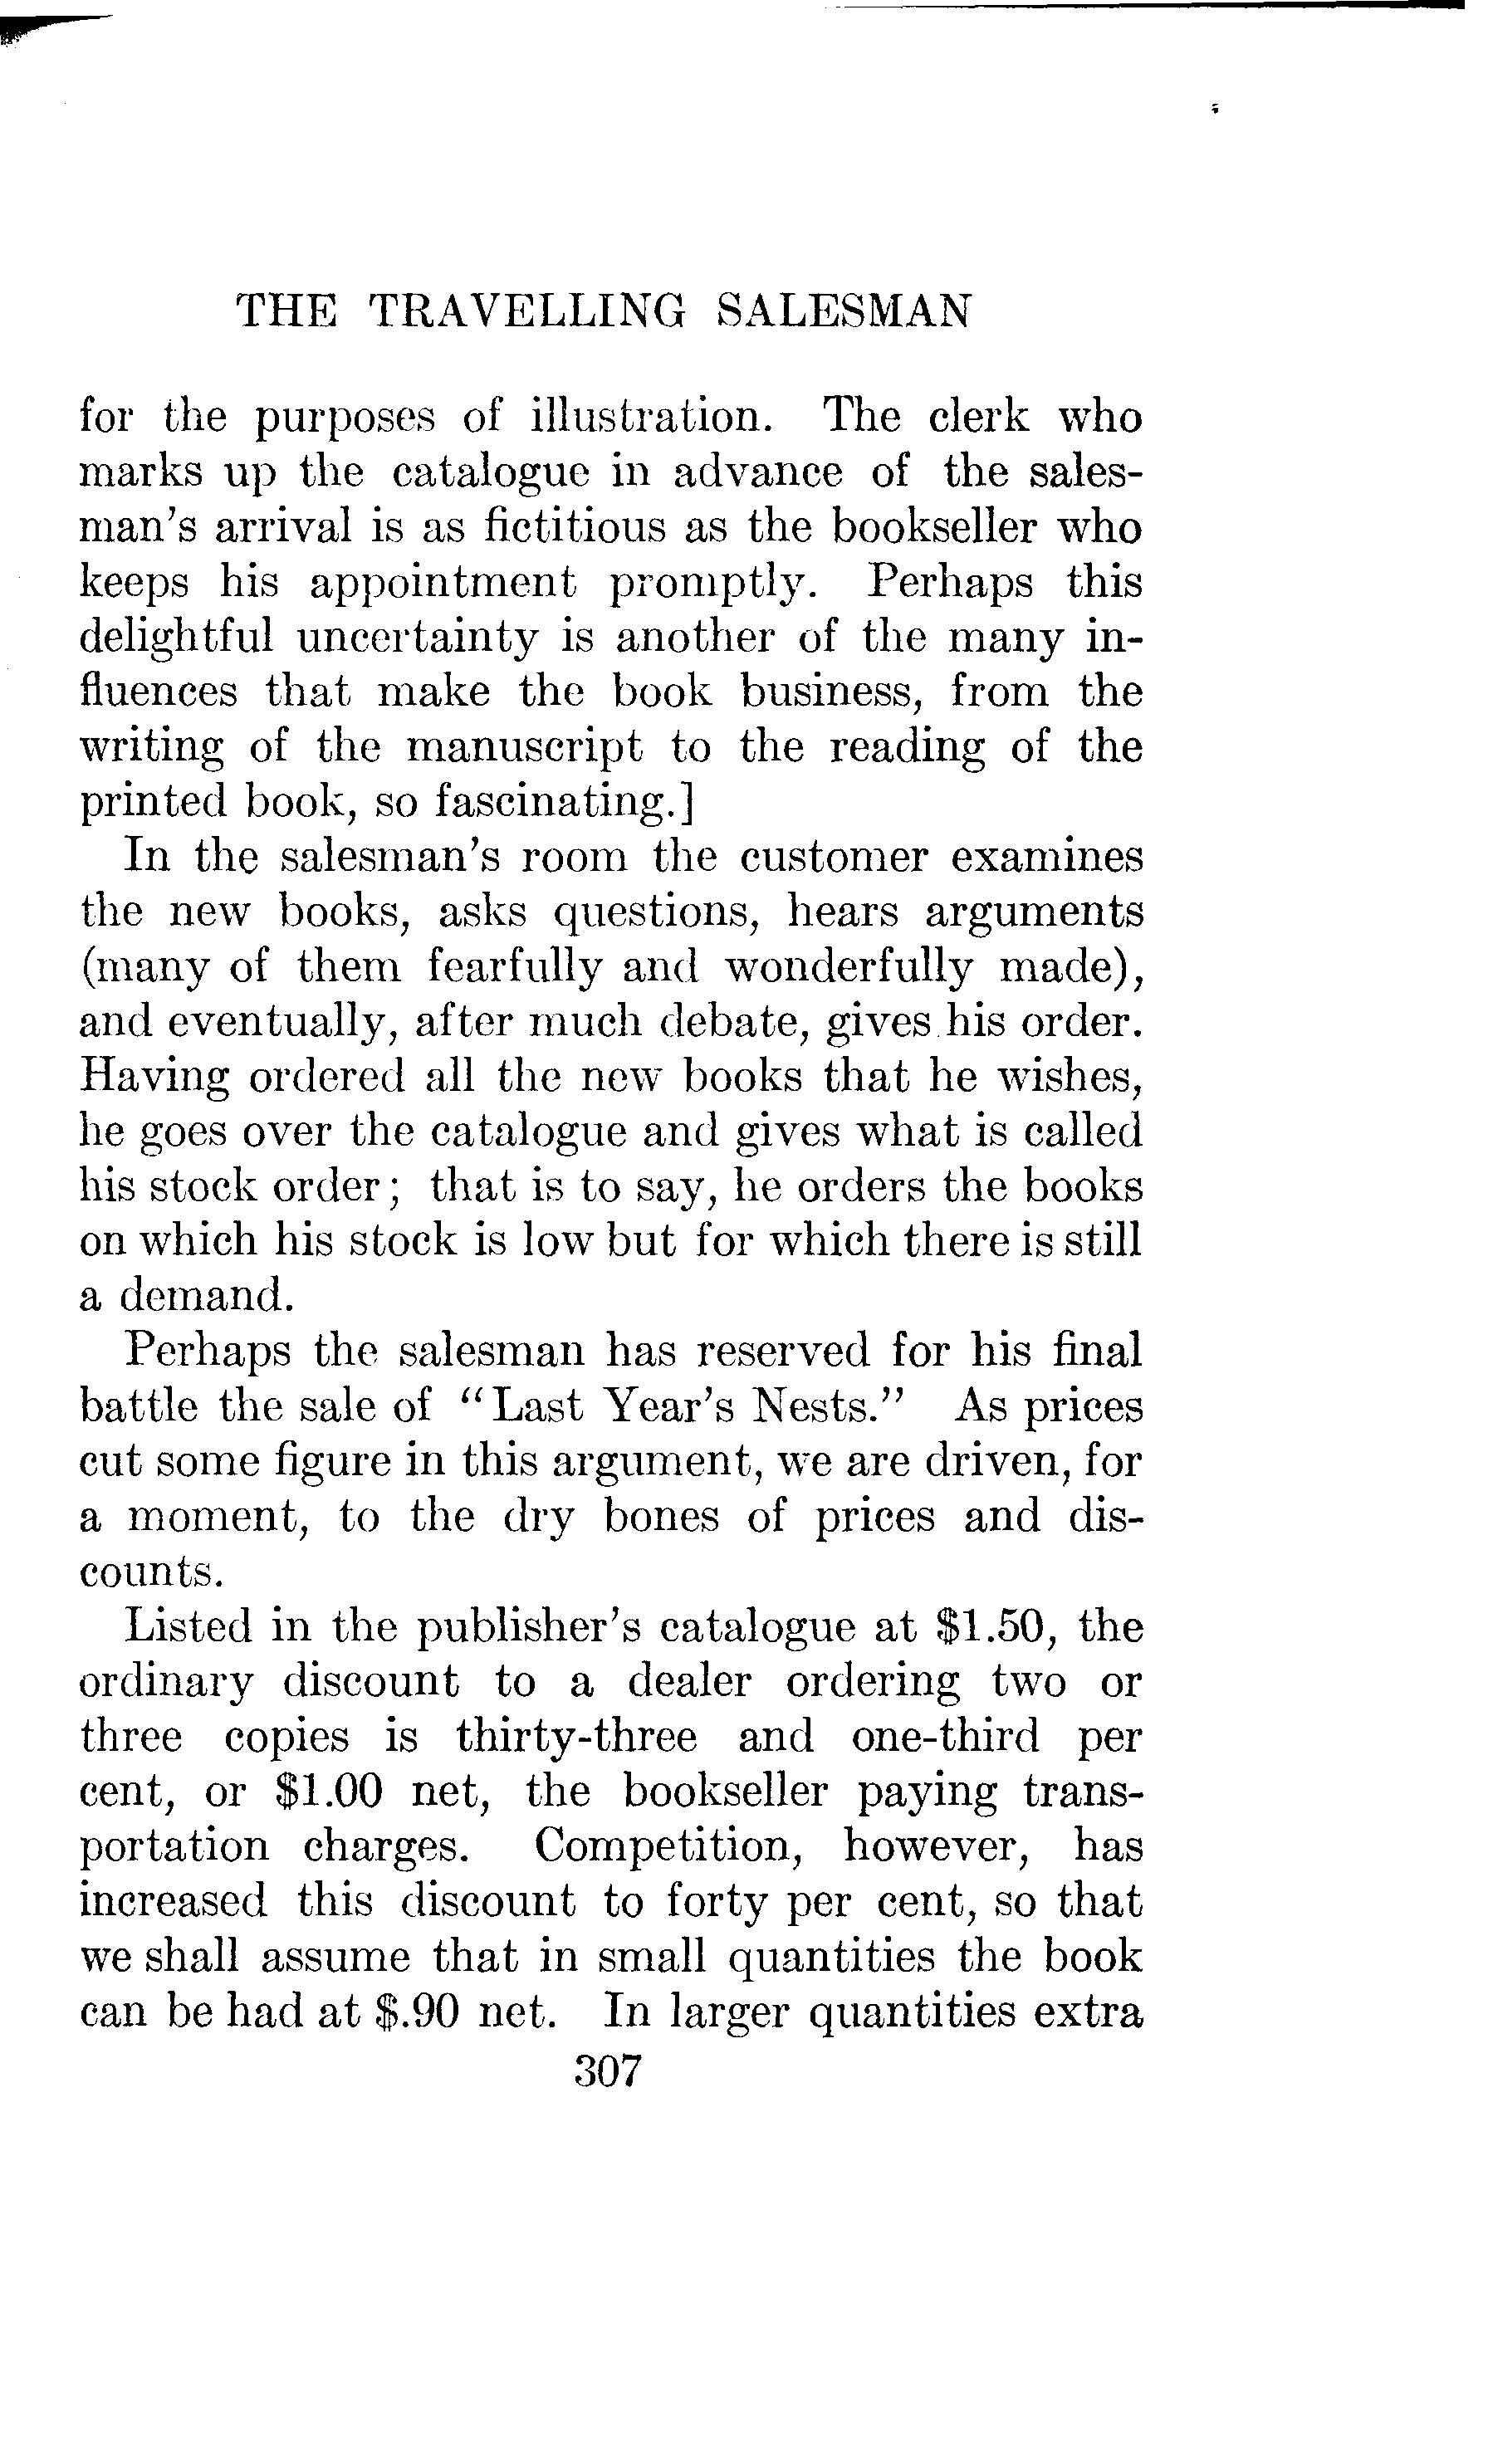 THE TRAVELLING SALESMAN
for the purposes of illustration. The clerk who
marks up the catalogue in advance of the sales-
man's arrival is as fictitious as the bookseller who
keeps his appointment promptly. Perhaps this
delightful uncertainty is another of the many in-
fluences that make the book business, from the
writing of the manuscript to the reading of the
printed book, so fascinating.]
In the salesman's room the customer examines
the new books, asks questions, hears arguments
(many of them fearfully and wonderfully made),
and eventually, after much debate, gives his order.
Having ordered all the new books that he wishes,
he goes over the catalogue and gives what is called
his stock order; that is to say, he orders the books
on which his stock is low but for which there is still
a demand.
Perhaps the salesman has reserved for his final
battle the sale of "Last Year's Nests." As prices
cut some figure in this argument, we are driven, for
a moment, to the dry bones of prices and dis-
counts.
Listed in the publisher's catalogue at $1.50, the
ordinary discount to a dealer ordering two or
three copies is thirty-three and one-third per
cent, or $1.00 net, the bookseller paying trans-
portation charges. Competition, however, has
increased this discount to forty per cent, so that
we shall assume that in small quantities the book
can be had at $.90 net. In larger quantities extra
307